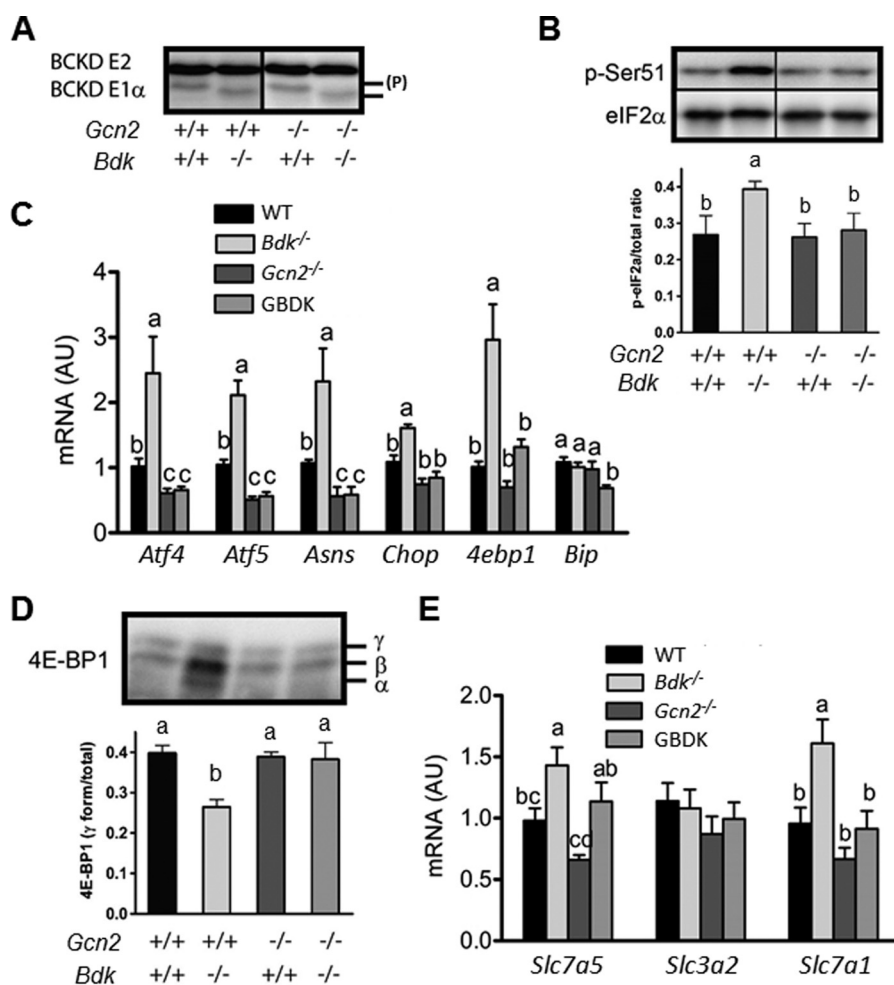 A
BCKD E2
BCKD E1α
(P)
Gcn2 +/+ +/+ -/- -/-
Bdk +/+ -/- +/+ -/-
B
p-Ser51
eIF2α
p-eIF2a/total ratio
0.4
0.3
0.2
0.1
0.0
b a b b
Gcn2 +/+ +/+ -/- -/-
Bdk +/+ -/- +/+ -/-
C
WT
Bdk-/-
Gcn2-/-
GBDK
mRNA (AU)
4
3
2
1
0
b a c c
b a c c
b a c c
b a b b
b a b b
a a a b
Atf4 Atf5 Asns Chop 4ebp1 Bip
D
4E-BP1
γ
β
α
4E-BP1 (γ form/total)
0.4
0.3
0.2
0.1
0.0
a b a a
Gcn2 +/+ +/+ -/- -/-
Bdk +/+ -/- +/+ -/-
E
WT
Bdk-/-
Gcn2-/-
GBDK
mRNA (AU)
2.0
1.5
1.0
0.5
0.0
bc a cd ab
b a b b
Slc7a5 Slc3a2 Slc7a1